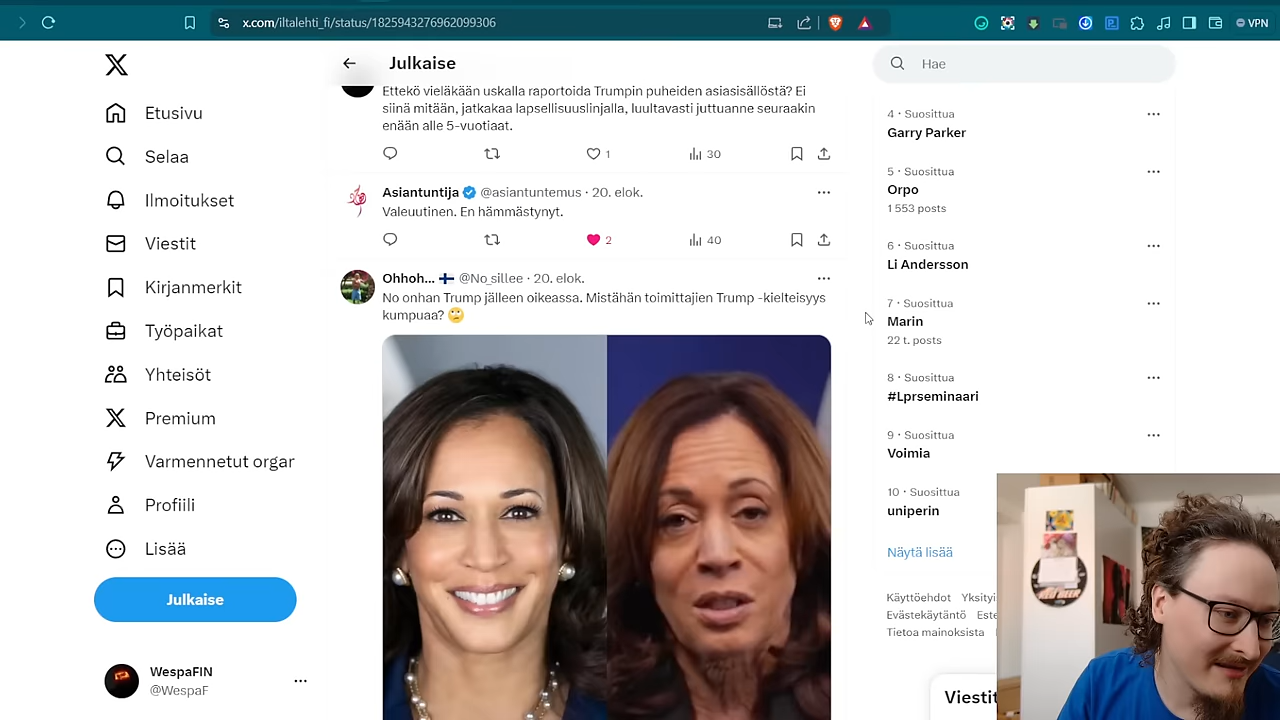 x.com/iltalehti_fi/status/1825943276962099306
VPN
Etusivu
Selaa
Ilmoitukset
Viestit
Kirjanmerkit
Työpaikat
Yhteisöt
Premium
Varmennetut orgar
Profiili
Lisää
Julkaise
WespaFIN
@WespaF
Julkaise
Ettekö vieläkään uskalla raportoida Trumpin puheiden asiasisällöstä? Ei
siinä mitään, jatkakaa lapsellisuuslinjalla, luultavasti juttuanne seuraakin
enään alle 5-vuotiaat.
1 30
Asiantuntija @asiantuntemus · 20. elok.
Valeuutinen. En hämmästynyt.
2 40
Ohhoh... @No_sillee · 20. elok.
No onhan Trump jälleen oikeassa. Mistähän toimittajien Trump -kielteisyys
kumpuaa? 🙄
Hae
4 · Suosittua
Garry Parker
5 · Suosittua
Orpo
1 553 posts
6 · Suosittua
Li Andersson
7 · Suosittua
Marin
22 t. posts
8 · Suosittua
#Lprseminaari
9 · Suosittua
Voimia
10 · Suosittua
uniperin
Näytä lisää
Käyttöehdot Yksityi
Evästekäytäntö Este
Tietoa mainoksista
Viestit